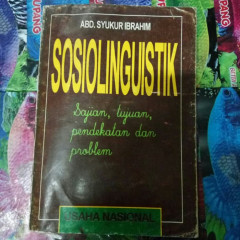 ABD. SYUKUR IBRAHIM
SOSIOLINGUISTIK
Sajian, tujuan,
pendekatan dan
problem
USAHA NASIONAL